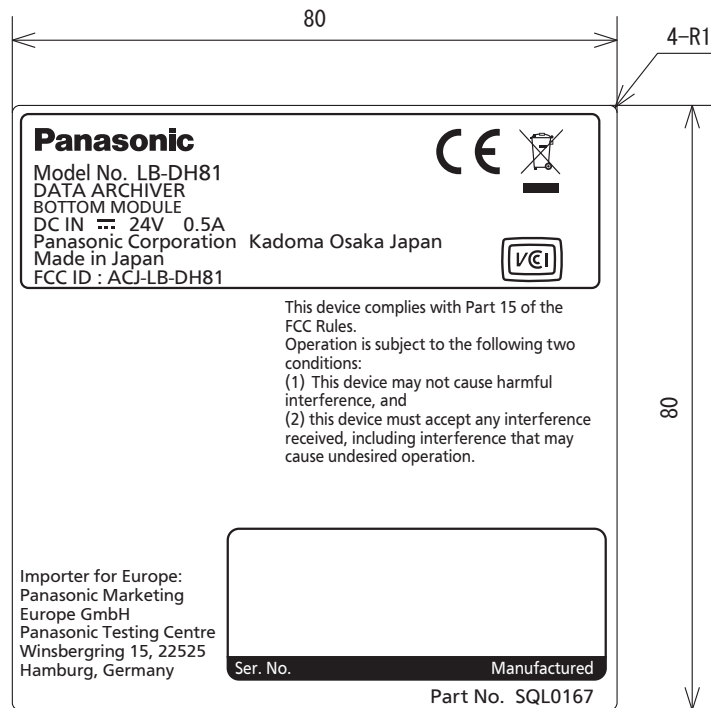 80
4-R1
Panasonic
Model No. LB-DH81
DATA ARCHIVER
BOTTOM MODULE
DC IN ⎓ 24V 0.5A
Panasonic Corporation Kadoma Osaka Japan
Made in Japan
FCC ID : ACJ-LB-DH81
CE
VCI
This device complies with Part 15 of the
FCC Rules.
Operation is subject to the following two
conditions:
(1) This device may not cause harmful
interference, and
(2) this device must accept any interference
received, including interference that may
cause undesired operation.
80
Importer for Europe:
Panasonic Marketing
Europe GmbH
Panasonic Testing Centre
Winsbergring 15, 22525
Hamburg, Germany
Ser. No. Manufactured
Part No. SQL0167